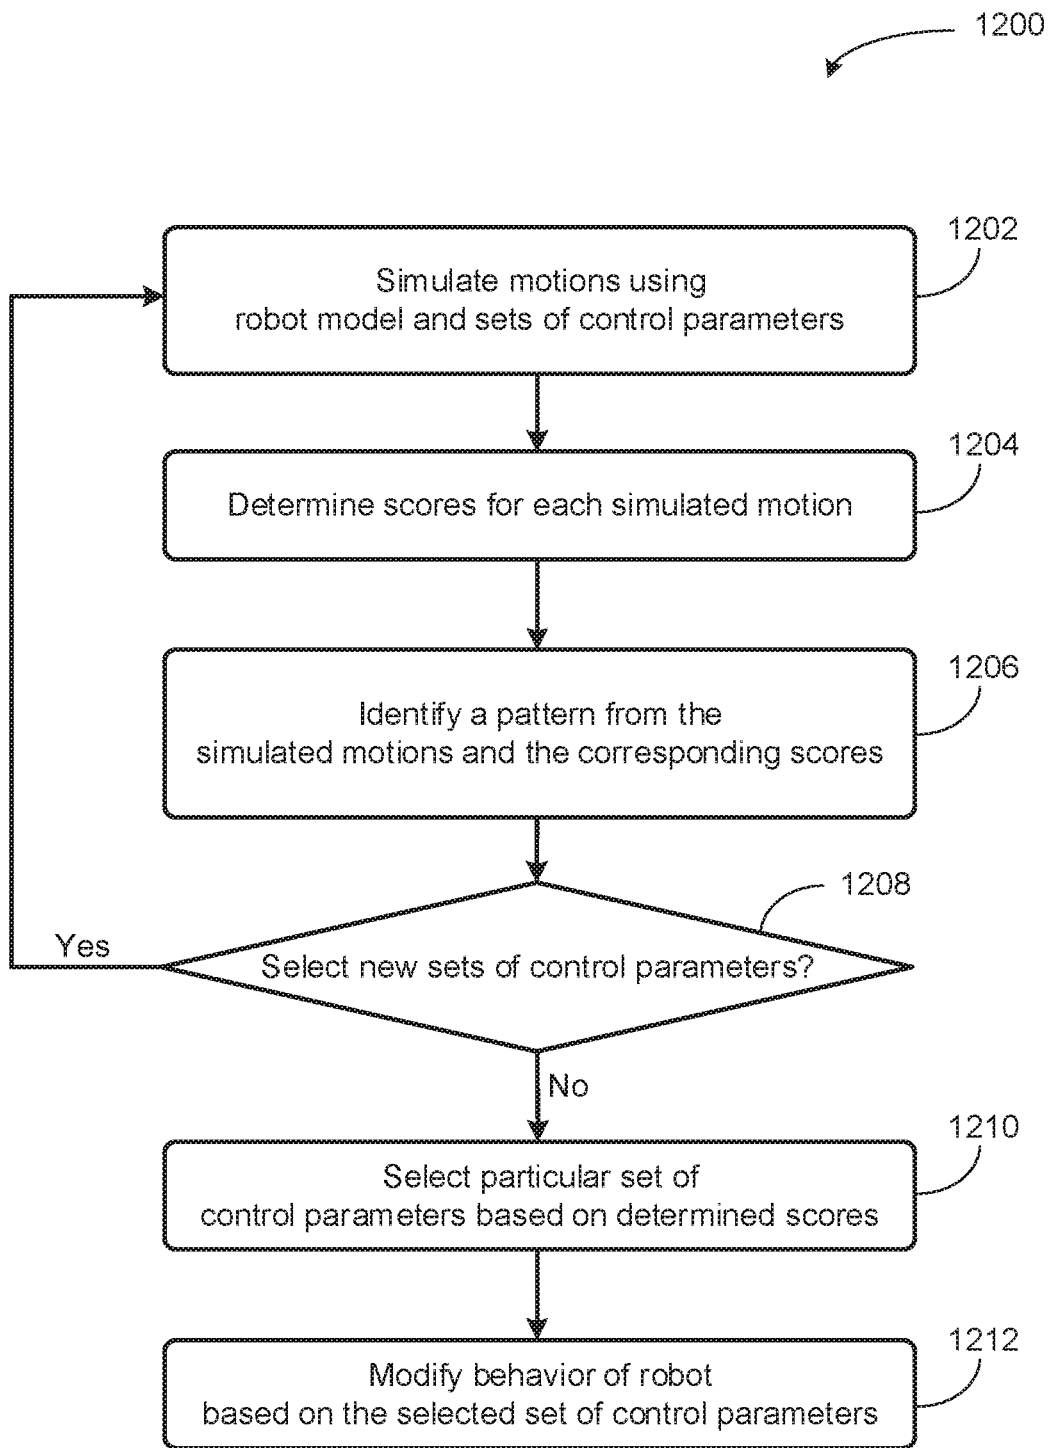 1200
1202
Simulate motions using
robot model and sets of control parameters
1204
Determine scores for each simulated motion
1206
Identify a pattern from the
simulated motions and the corresponding scores
1208
Yes
Select new sets of control parameters?
No
1210
Select particular set of
control parameters based on determined scores
1212
Modify behavior of robot
based on the selected set of control parameters